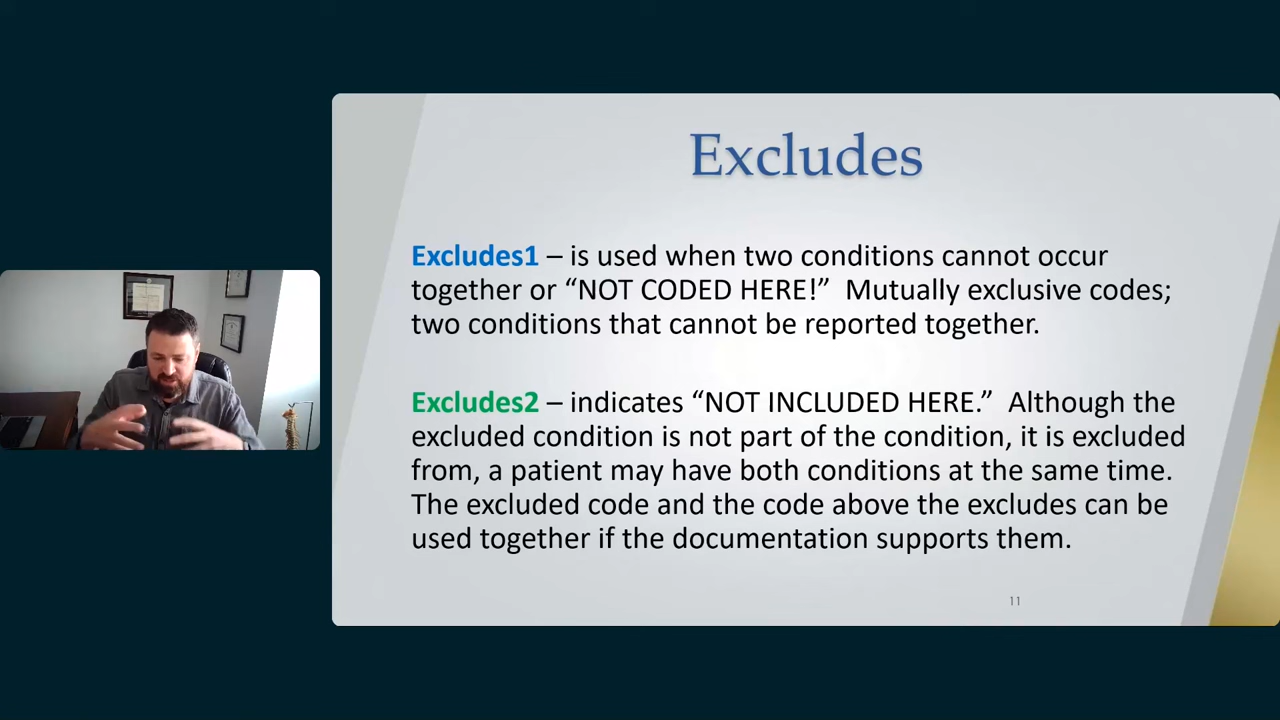 Excludes
Excludes1 – is used when two conditions cannot occur
together or “NOT CODED HERE!”  Mutually exclusive codes;
two conditions that cannot be reported together.
Excludes2 – indicates “NOT INCLUDED HERE.”  Although the
excluded condition is not part of the condition, it is excluded
from, a patient may have both conditions at the same time.
The excluded code and the code above the excludes can be
used together if the documentation supports them.
11